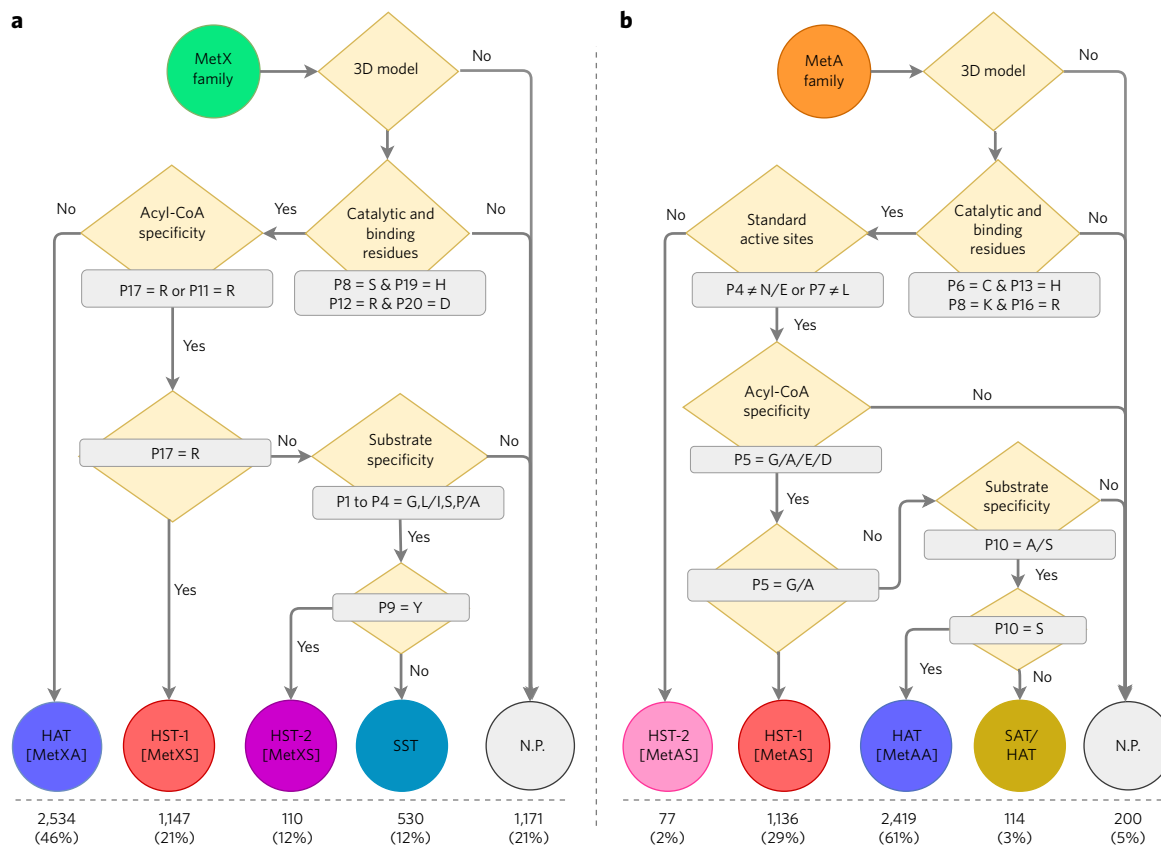 a
MetX
family
3D model
No
No
Acyl-CoA
specificity
Yes
Catalytic and
binding
residues
No
P17 = R or P11 = R
P8 = S & P19 = H
P12 = R & P20 = D
Yes
P17 = R
No
Substrate
specificity
No
P1 to P4 = G,L/I,S,P/A
Yes
Yes
P9 = Y
Yes
No
HAT
[MetXA]
HST-1
[MetXS]
HST-2
[MetXS]
SST
N.P.
2,534
(46%)
1,147
(21%)
110
(12%)
530
(12%)
1,171
(21%)
b
MetA
family
3D model
No
No
Standard
active sites
Yes
Catalytic and
binding
residues
No
P4 ≠ N/E or P7 ≠ L
P6 = C & P13 = H
P8 = K & P16 = R
Yes
Acyl-CoA
specificity
No
P5 = G/A/E/D
Yes
Substrate
specificity
No
No
P10 = A/S
P5 = G/A
Yes
P10 = S
Yes
No
HST-2
[MetAS]
HST-1
[MetAS]
HAT
[MetAA]
SAT/
HAT
N.P.
77
(2%)
1,136
(29%)
2,419
(61%)
114
(3%)
200
(5%)